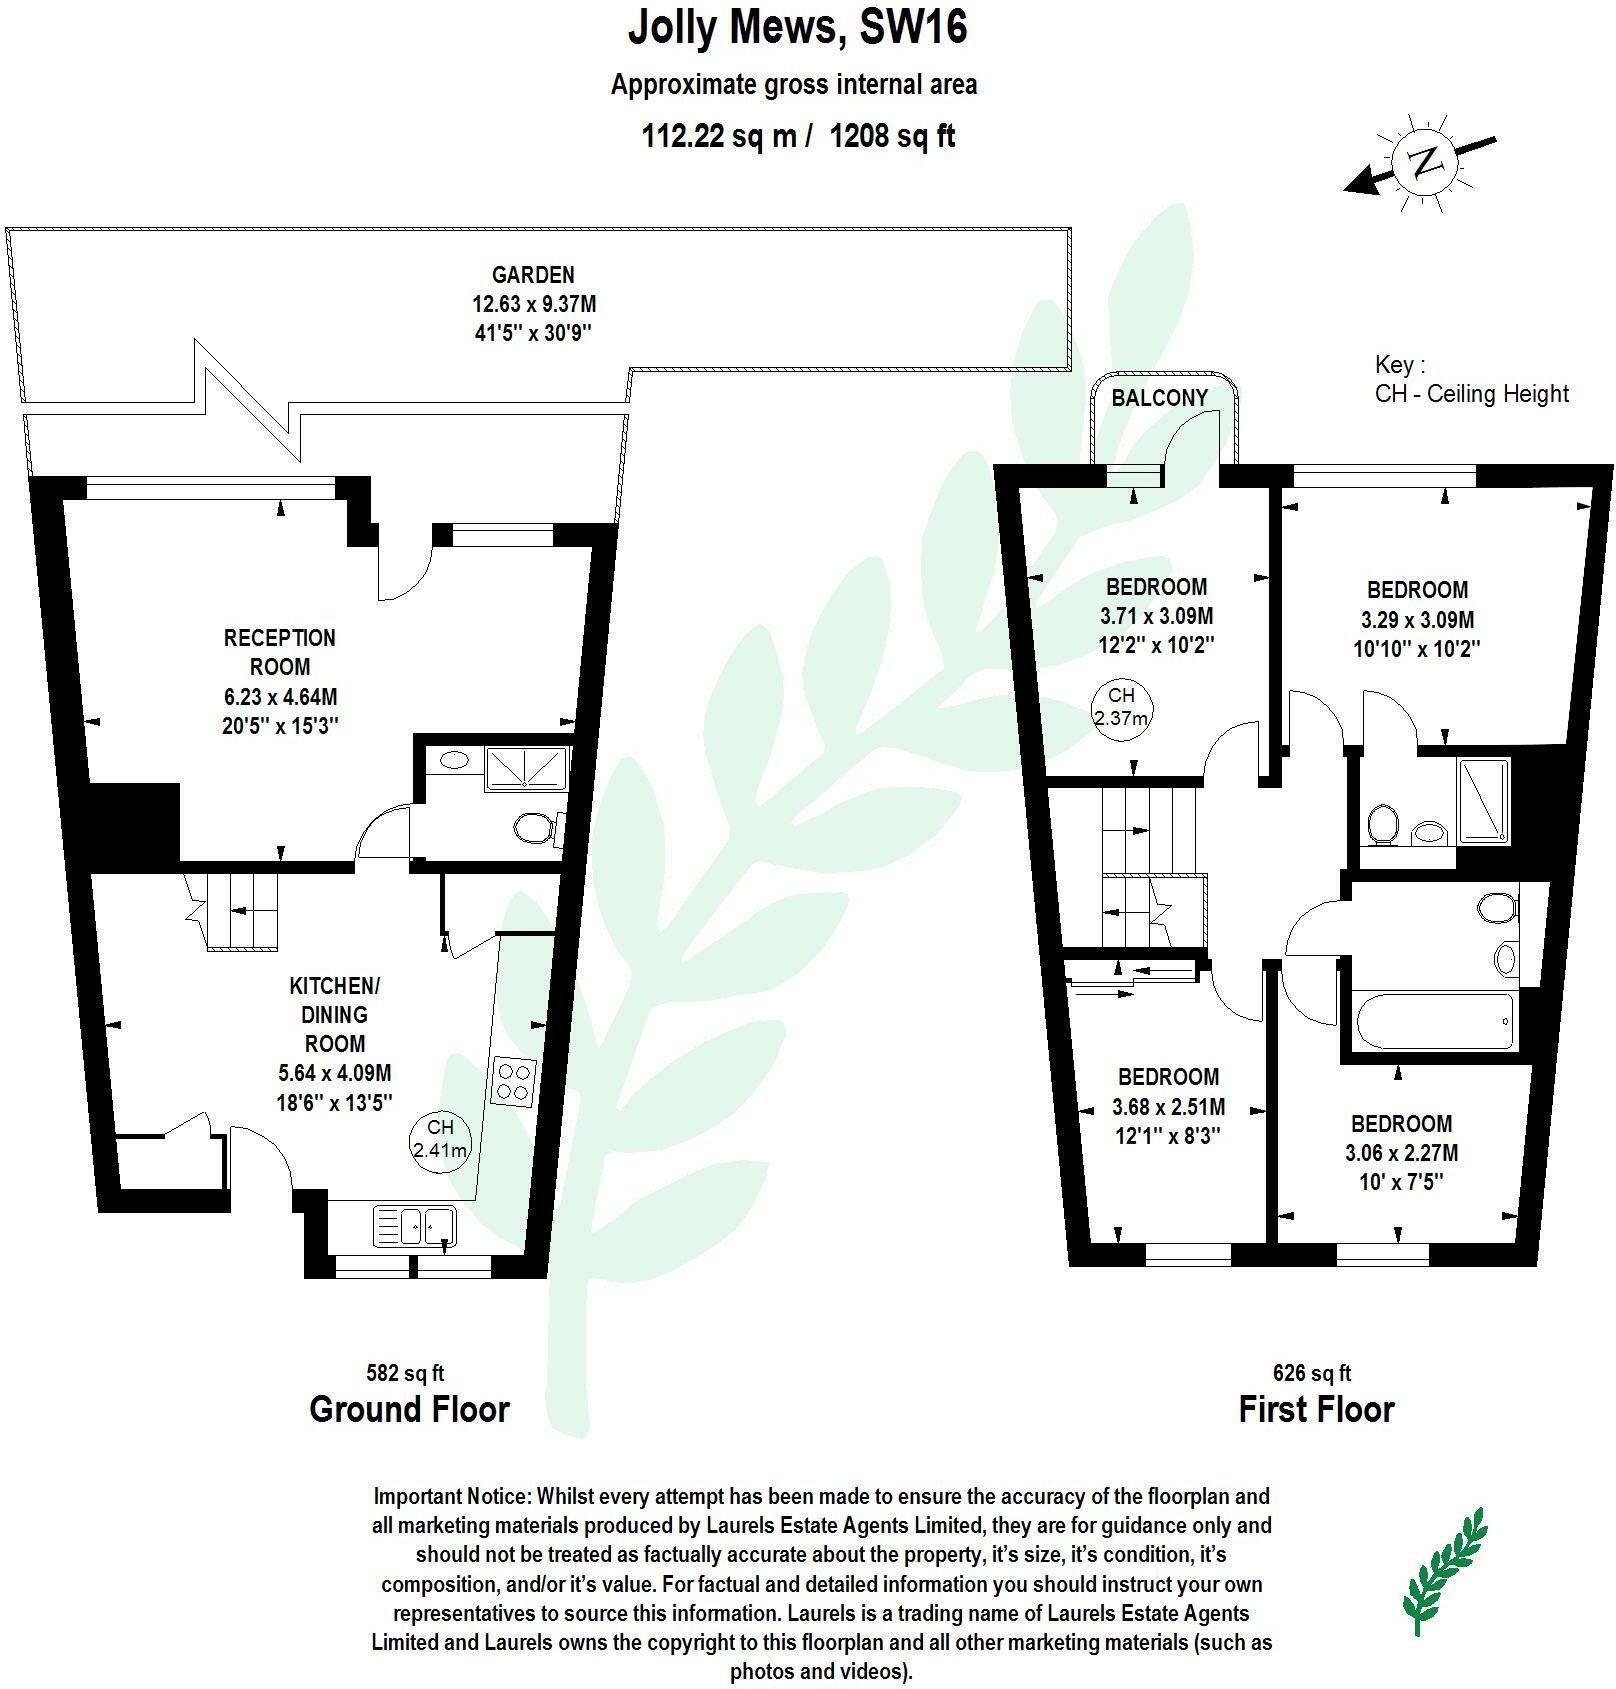 Jolly Mews, SW16
Approximate gross internal area
112.22 sq m /  1208 sq ft
N
GARDEN
12.63 x 9.37M
41'5" x 30'9"
Key :
CH - Ceiling Height
BALCONY
RECEPTION
ROOM
6.23 x 4.64M
20'5" x 15'3"
BEDROOM
3.71 x 3.09M
12'2" x 10'2"
CH
2.37m
BEDROOM
3.29 x 3.09M
10'10" x 10'2"
KITCHEN/
DINING
ROOM
5.64 x 4.09M
18'6" x 13'5"
CH
2.41m
BEDROOM
3.68 x 2.51M
12'1" x 8'3"
BEDROOM
3.06 x 2.27M
10' x 7'5"
582 sq ft
Ground Floor
626 sq ft
First Floor
Important Notice: Whilst every attempt has been made to ensure the accuracy of the floorplan and
all marketing materials produced by Laurels Estate Agents Limited, they are for guidance only and
should not be treated as factually accurate about the property, it's size, it's condition, it's
composition, and/or it's value. For factual and detailed information you should instruct your own
representatives to source this information. Laurels is a trading name of Laurels Estate Agents
Limited and Laurels owns the copyright to this floorplan and all other marketing materials (such as
photos and videos).